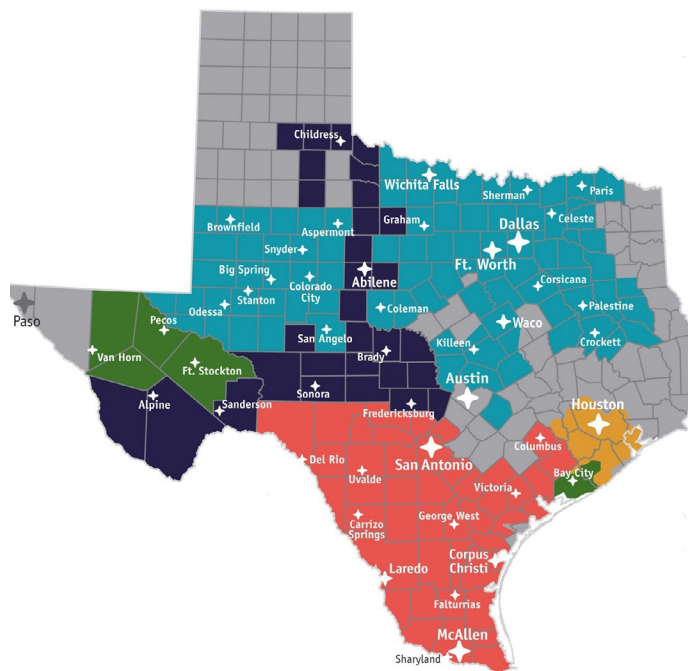 Childress
Wichita Falls
Sherman
Paris
Brownfield
Aspermont
Graham
Celeste
Dallas
Snyder
Ft. Worth
Big Spring
Abilene
Colorado
City
Corsicana
Stanton
Odessa
Coleman
Palestine
Paso
Pecos
Waco
San Angelo
Killeen
Crockett
Van Horn
Brady
Ft. Stockton
Austin
Alpine
Sonora
Houston
Sanderson
Fredericksburg
Columbus
Del Rio
San Antonio
Bay City
Uvalde
Victoria
Carrizo
Springs
George West
Corpus
Christi
Laredo
Falturrias
McAllen
Sharyland